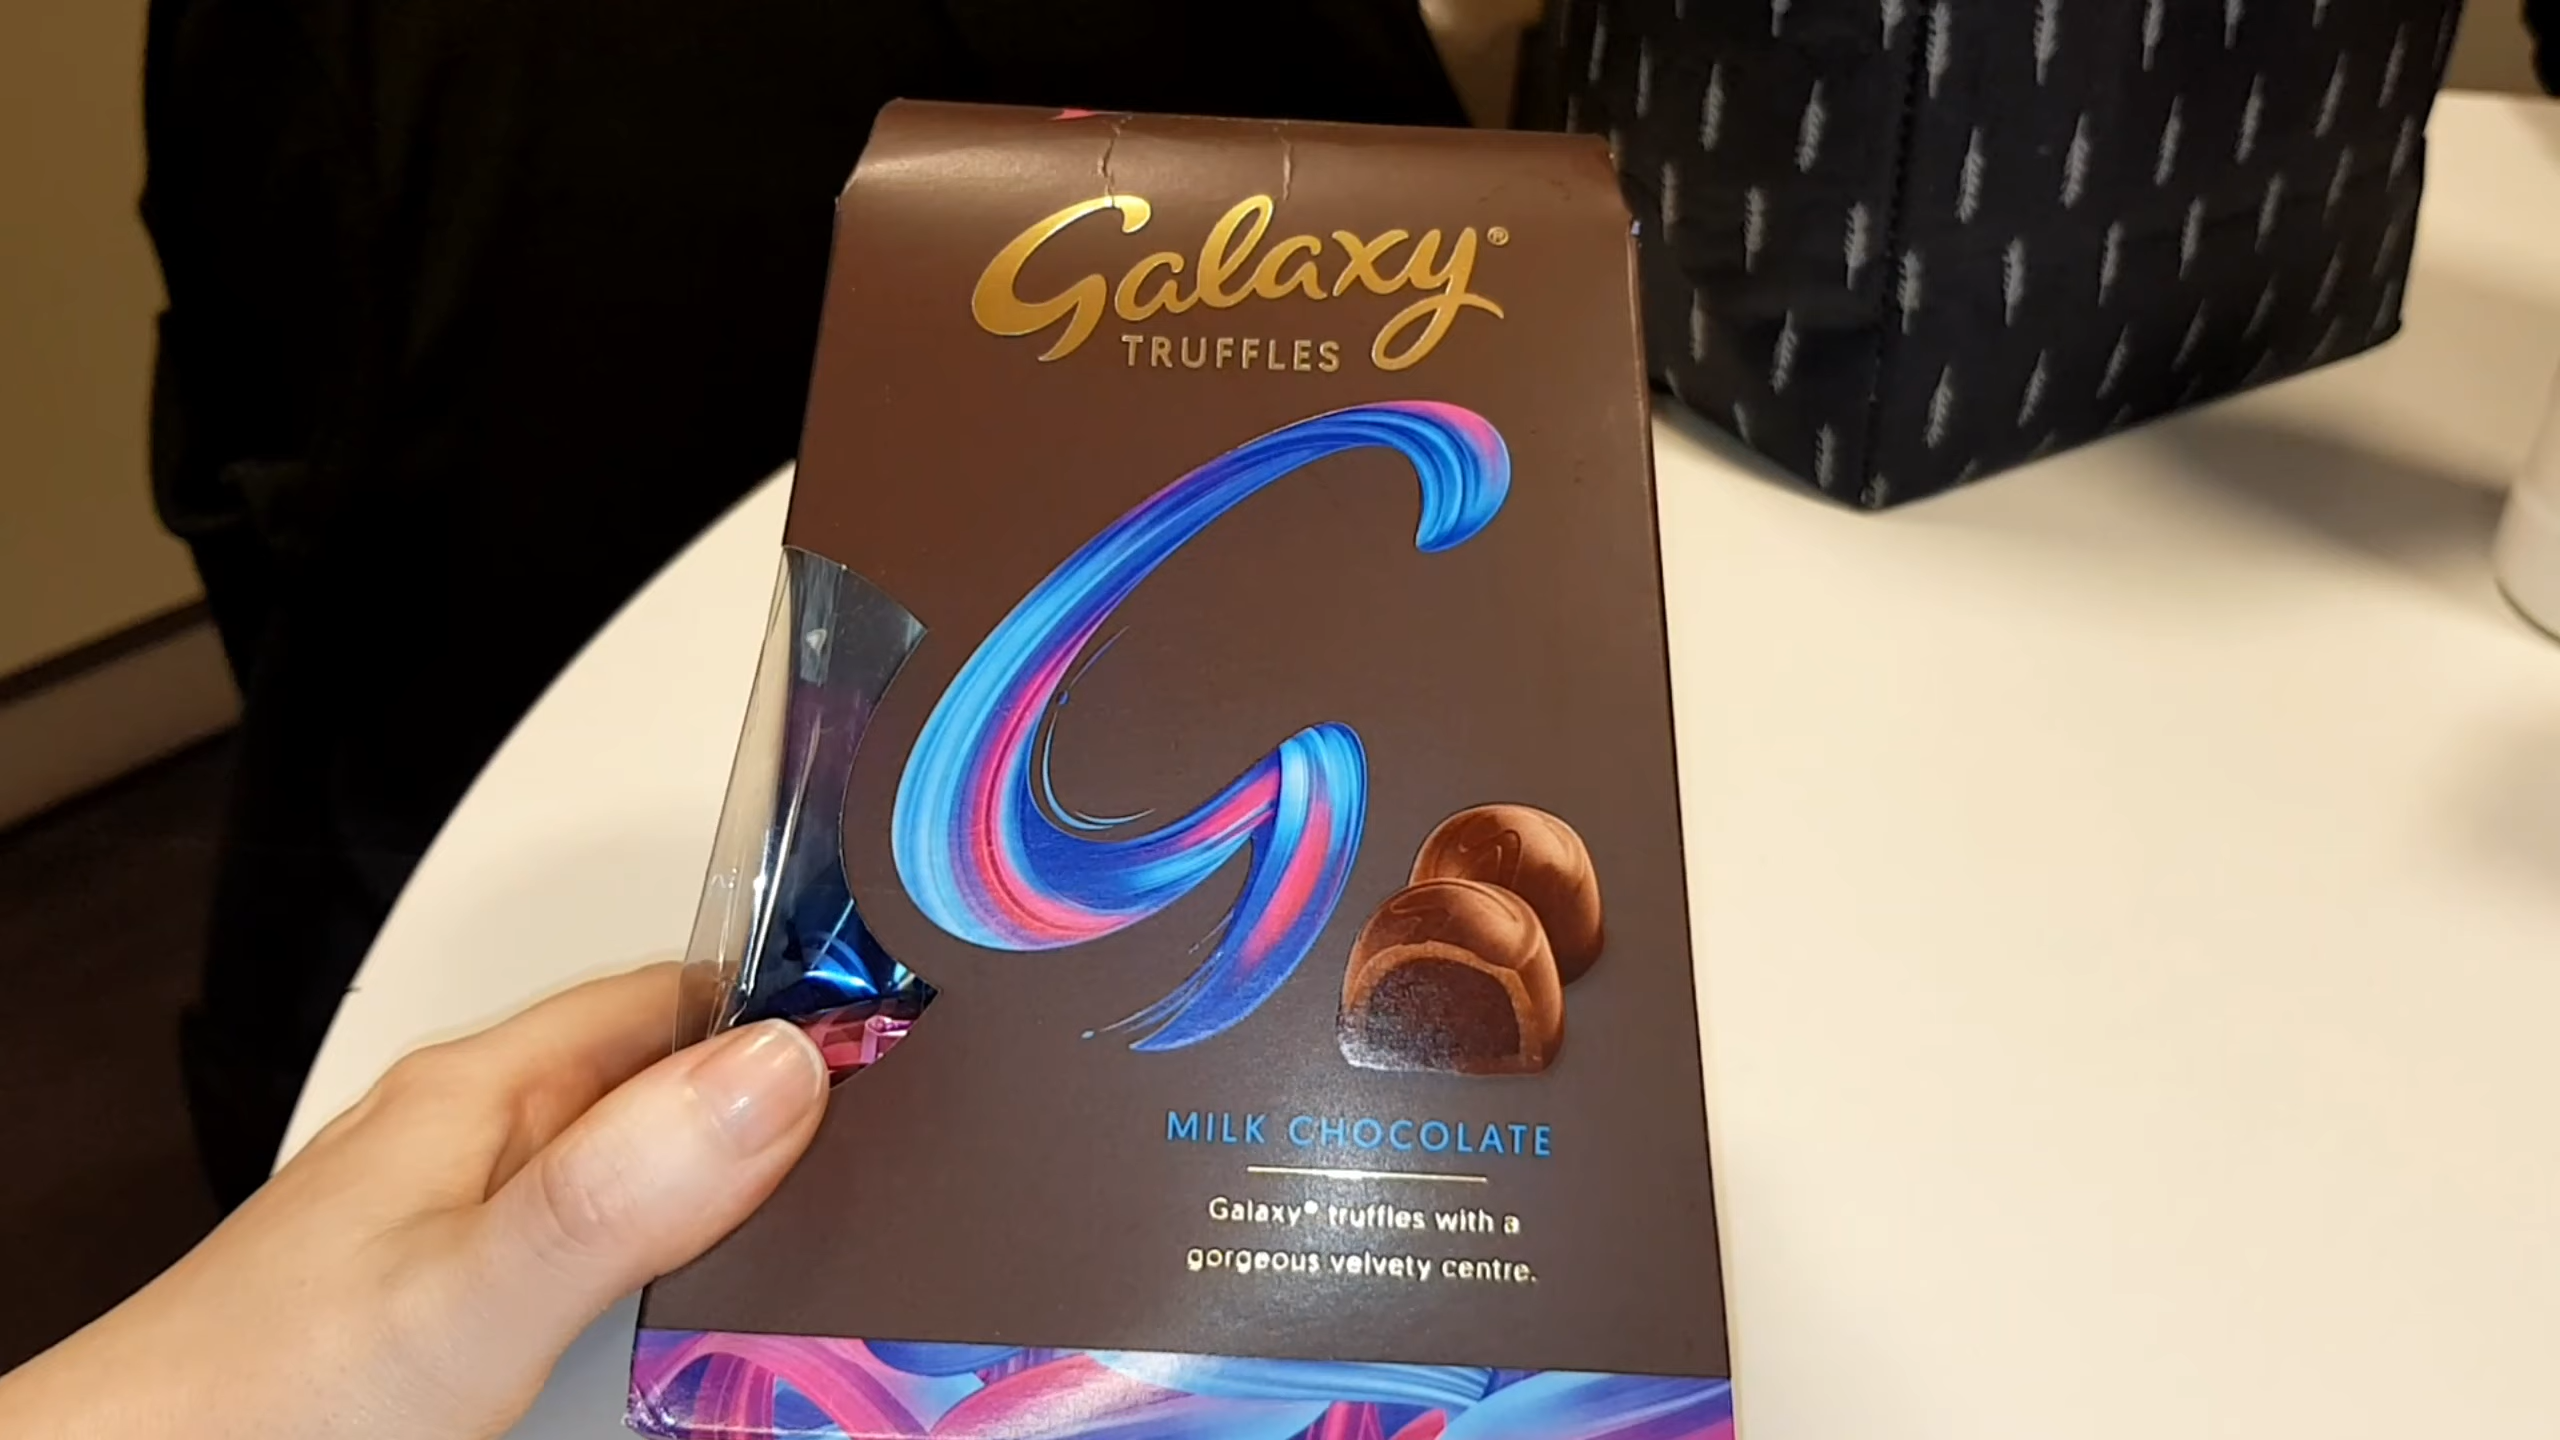 Galaxy®
TRUFFLES
MILK CHOCOLATE
Galaxy® truffles with a
gorgeous velvety centre.